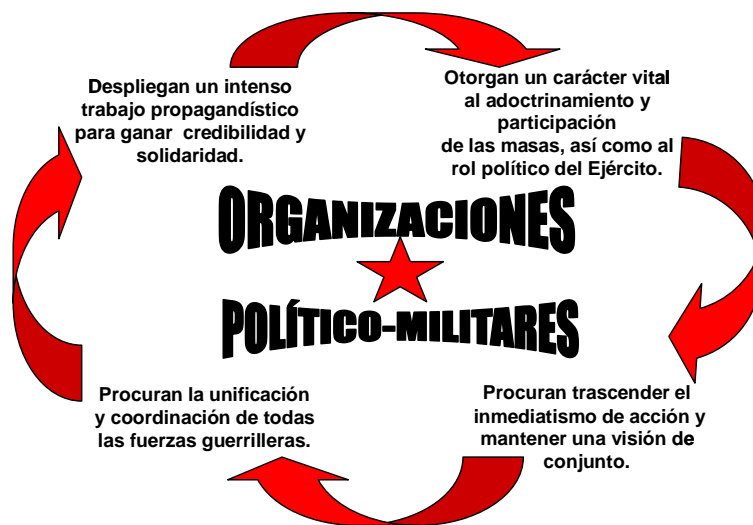 Despliegan un intenso
trabajo propagandístico
para ganar credibilidad y
solidaridad.
Otorgan un carácter vital
al adoctrinamiento y
participación
de las masas, así como al
rol político del Ejército.
ORGANIZACIONES
POLÍTICO-MILITARES
Procuran la unificación
y coordinación de todas
las fuerzas guerrilleras.
Procuran trascender el
inmediatismo de acción y
mantener una visión de
conjunto.